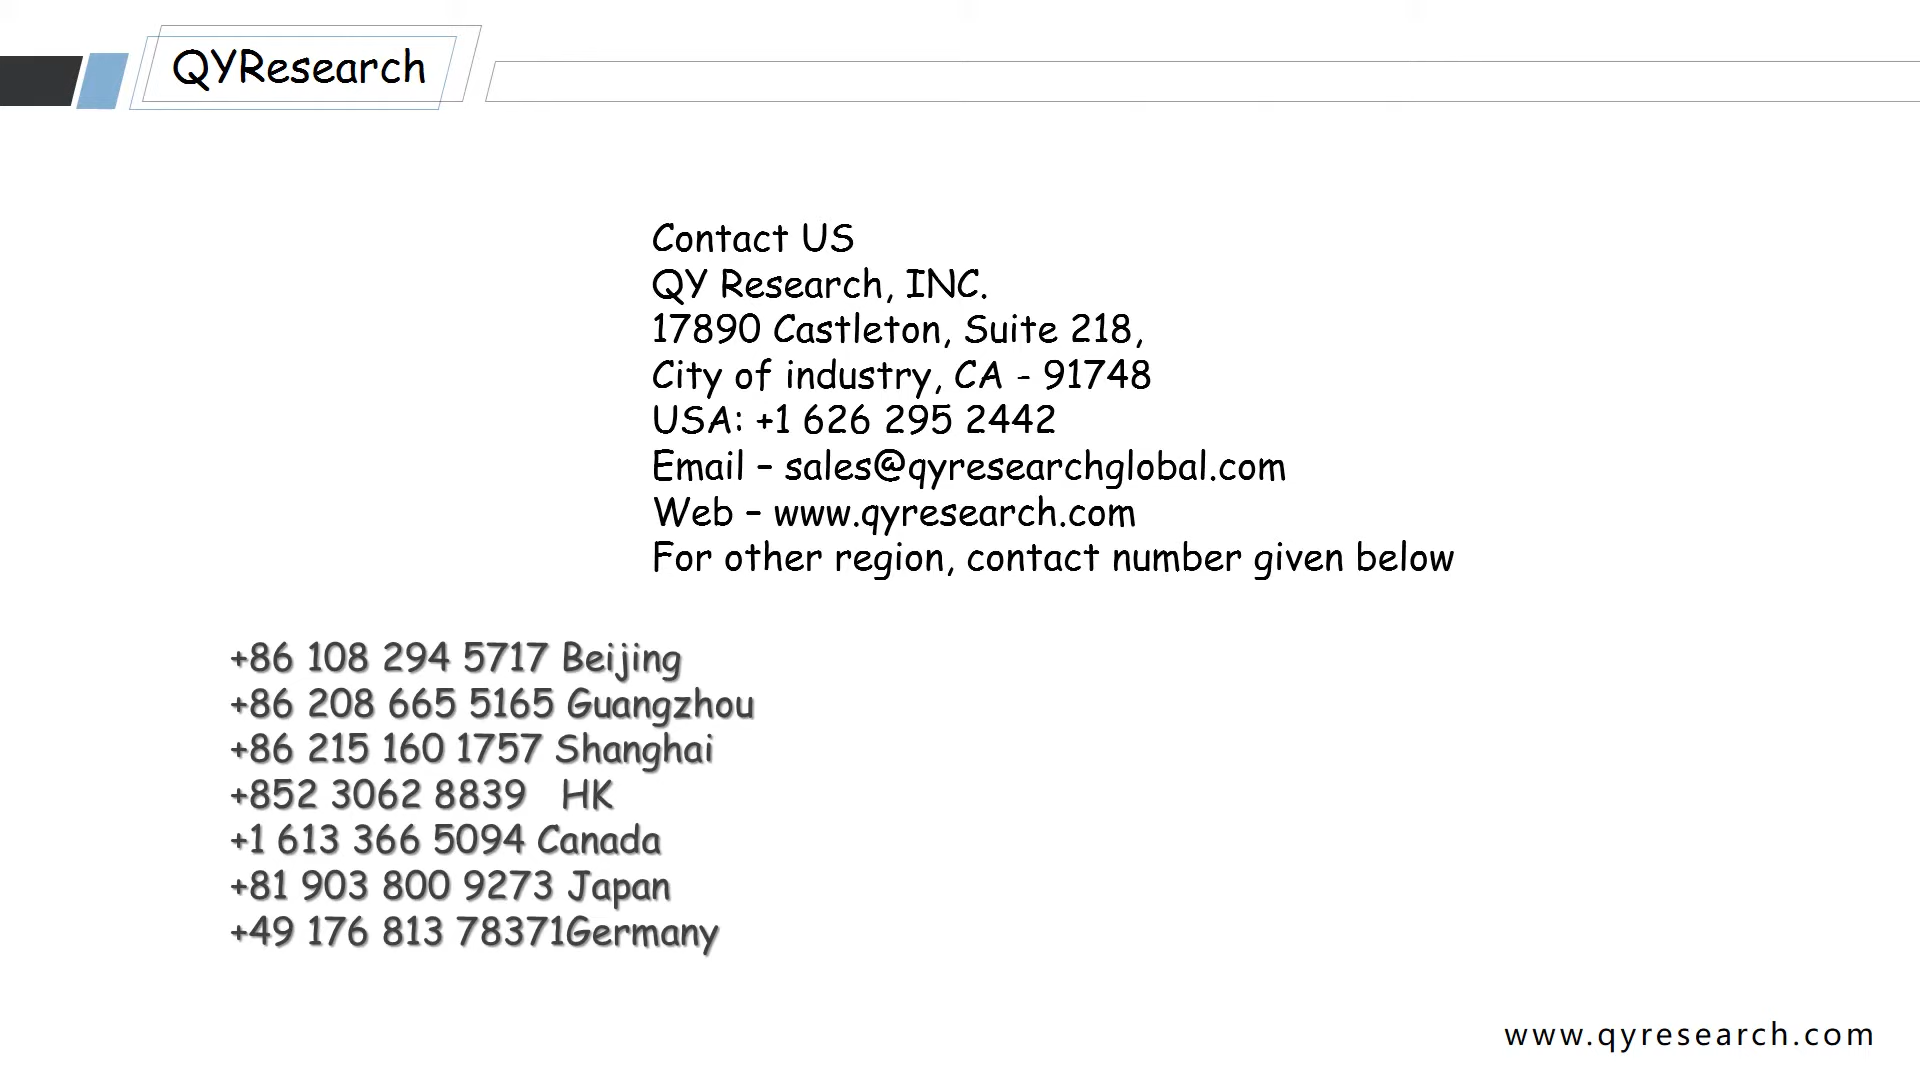 QYResearch
Contact US
QY Research, INC.
17890 Castleton, Suite 218,
City of industry, CA - 91748
USA: +1 626 295 2442
Email – sales@qyresearchglobal.com
Web – www.qyresearch.com
For other region, contact number given below
+86 108 294 5717 Beijing
+86 208 665 5165 Guangzhou
+86 215 160 1757 Shanghai
+852 3062 8839   HK
+1 613 366 5094 Canada
+81 903 800 9273 Japan
+49 176 813 78371Germany
www.qyresearch.com